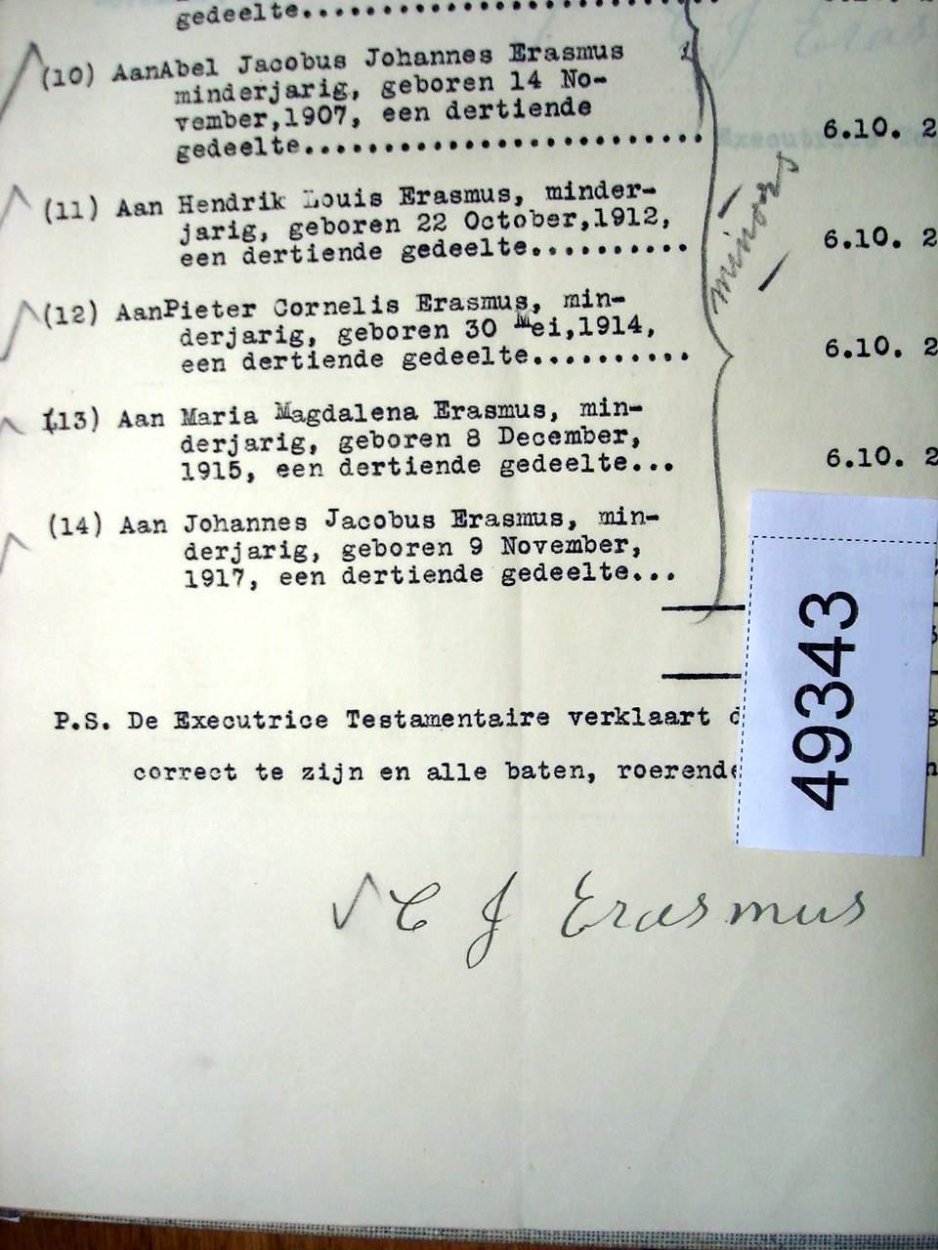 gedeelte......................
(10) AanAbel Jacobus Johannes Erasmus
minderjarig, geboren 14 No-
vember,1907, een dertiende
gedeelte......................... 6.10. 2
(11) Aan Hendrik Louis Erasmus, minder-
jarig, geboren 22 October,1912,
een dertiende gedeelte.......... 6.10. 2
minors
(12) AanPieter Cornelis Erasmus, min-
derjarig, geboren 30 Mei,1914,
een dertiende gedeelte.......... 6.10. 2
(13) Aan Maria Magdalena Erasmus, min-
derjarig, geboren 8 December,
1915, een dertiende gedeelte... 6.10. 2
(14) Aan Johannes Jacobus Erasmus, min-
derjarig, geboren 9 November,
1917, een dertiende gedeelte...
49343
P.S. De Executrice Testamentaire verklaart
correct te zijn en alle baten,
C J Erasmus